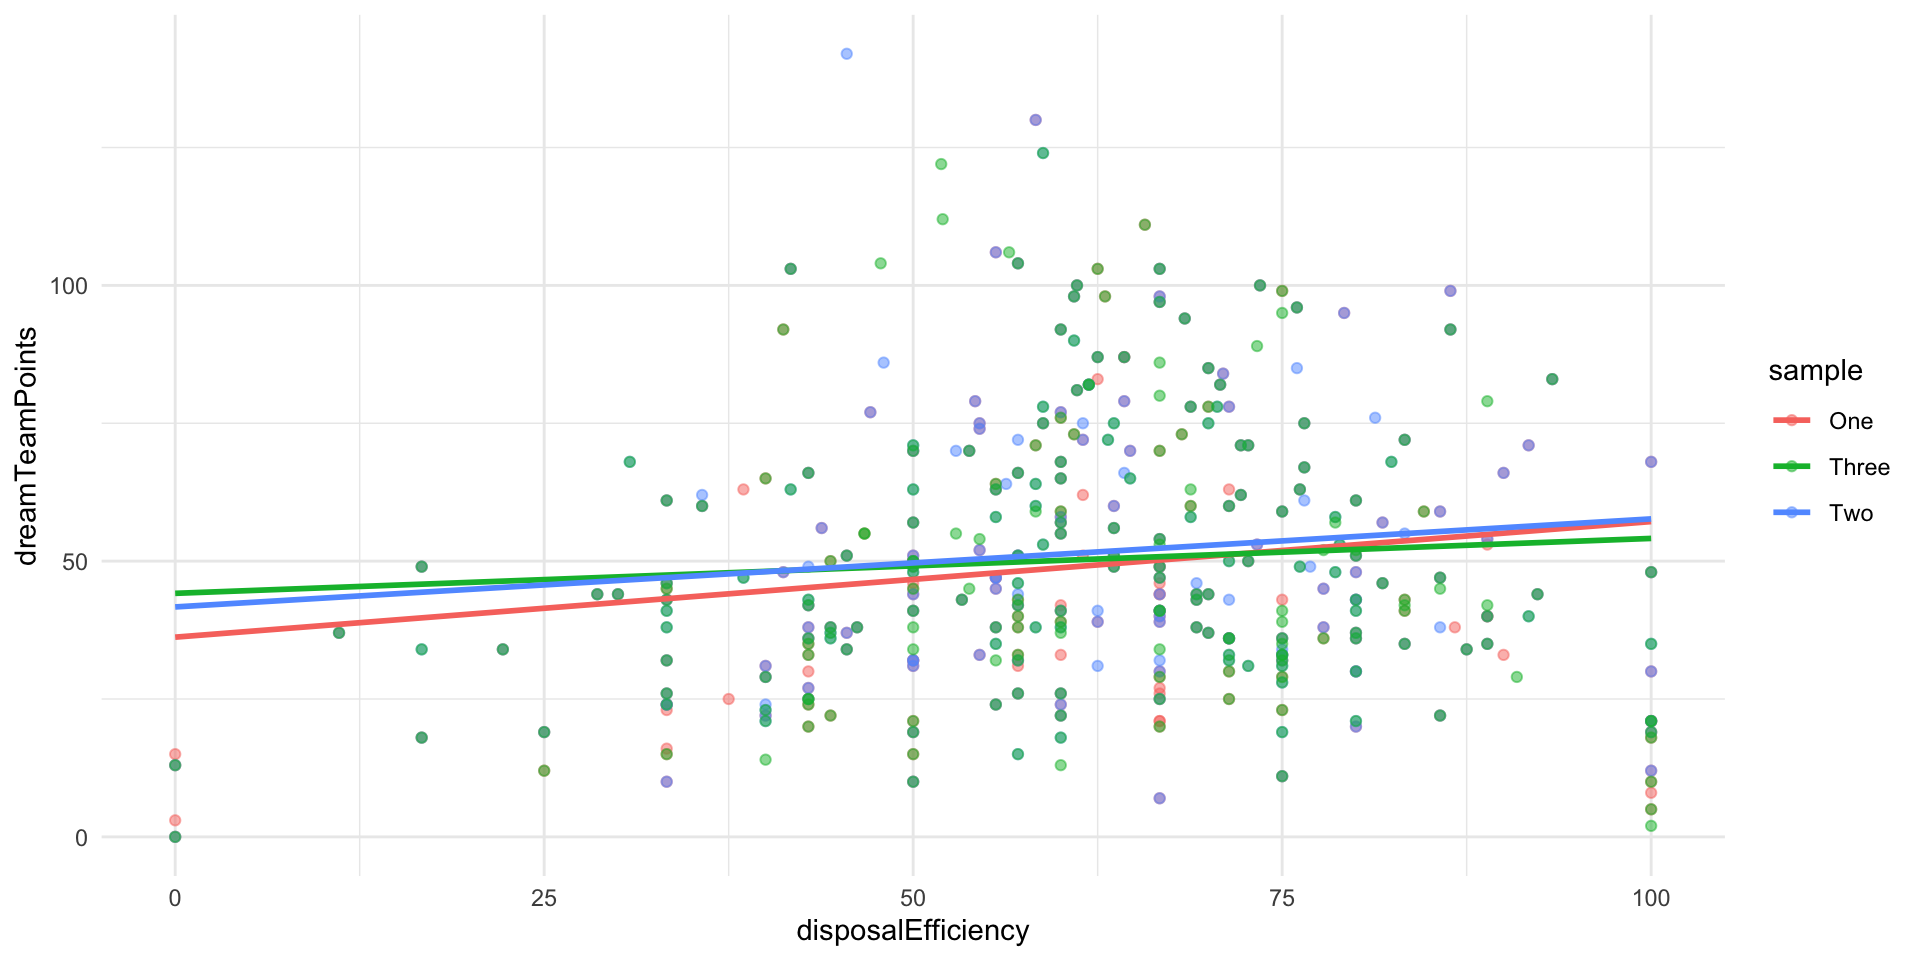 100
50
0
dreamTeamPoints
0
25
50
75
100
disposalEfficiency
sample
One
Three
Two